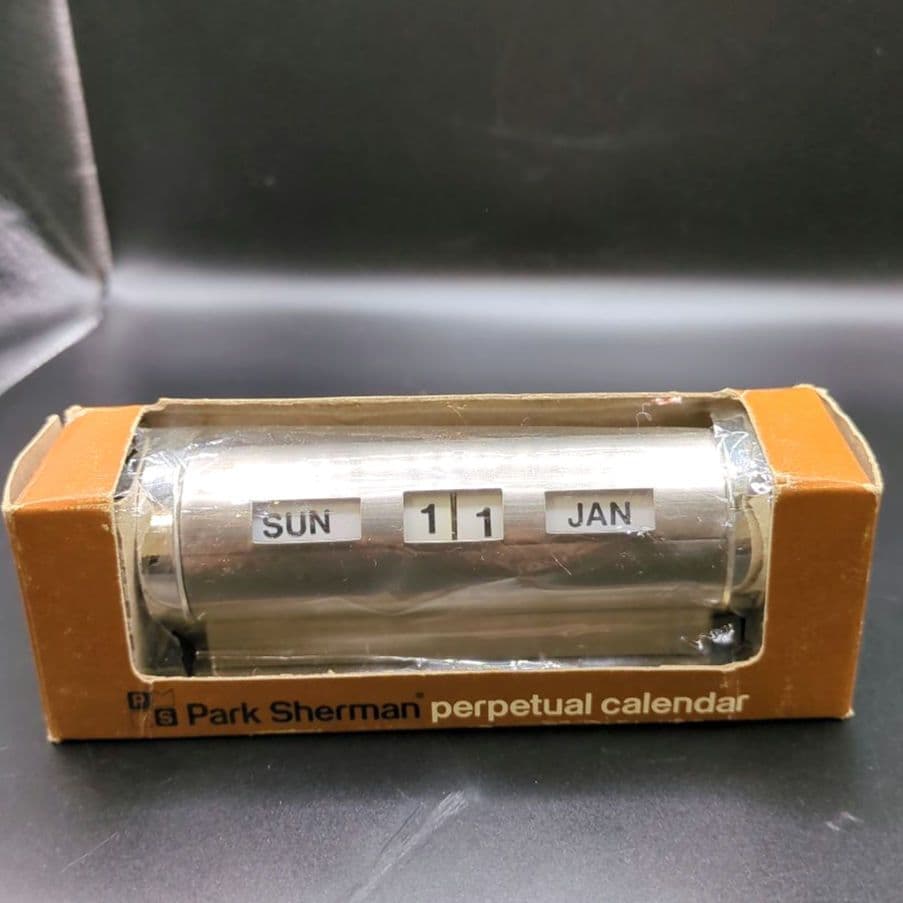 SUN 1 1 JAN
P
S Park Sherman® perpetual calendar